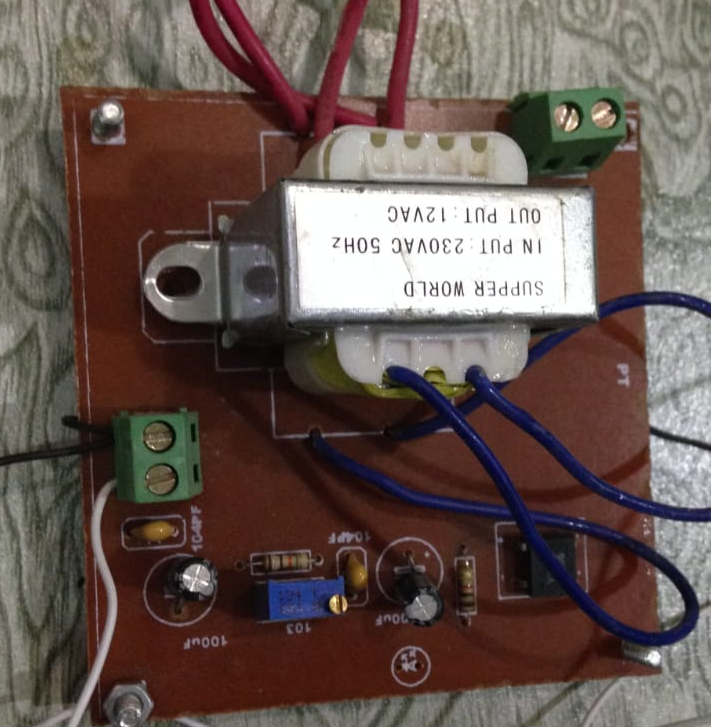 SUPPER WORLD
IN PUT : 230VAC 50Hz
OUT PUT : 12VAC
PT
104PF
104PF
103
100uF